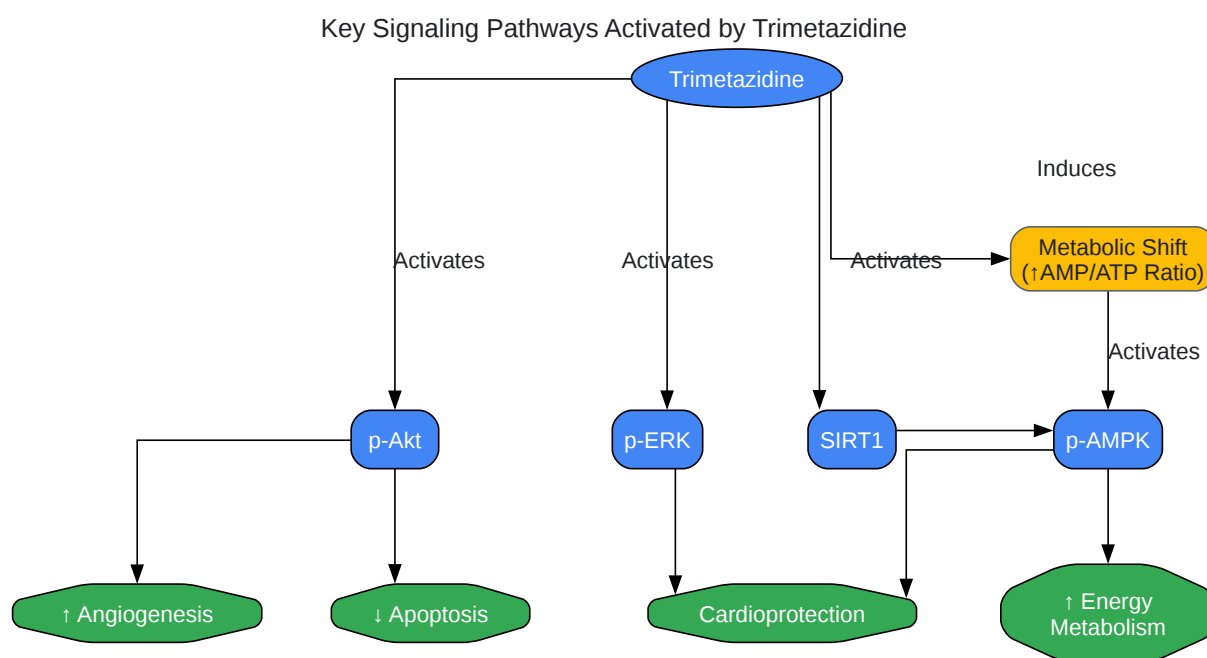 Key Signaling Pathways Activated by Trimetazidine
Trimetazidine
Induces
Metabolic Shift
(↑AMP/ATP Ratio)
Activates
Activates
Activates
Activates
p-Akt
p-ERK
SIRT1
p-AMPK
↑ Angiogenesis
↓ Apoptosis
Cardioprotection
↑ Energy
Metabolism